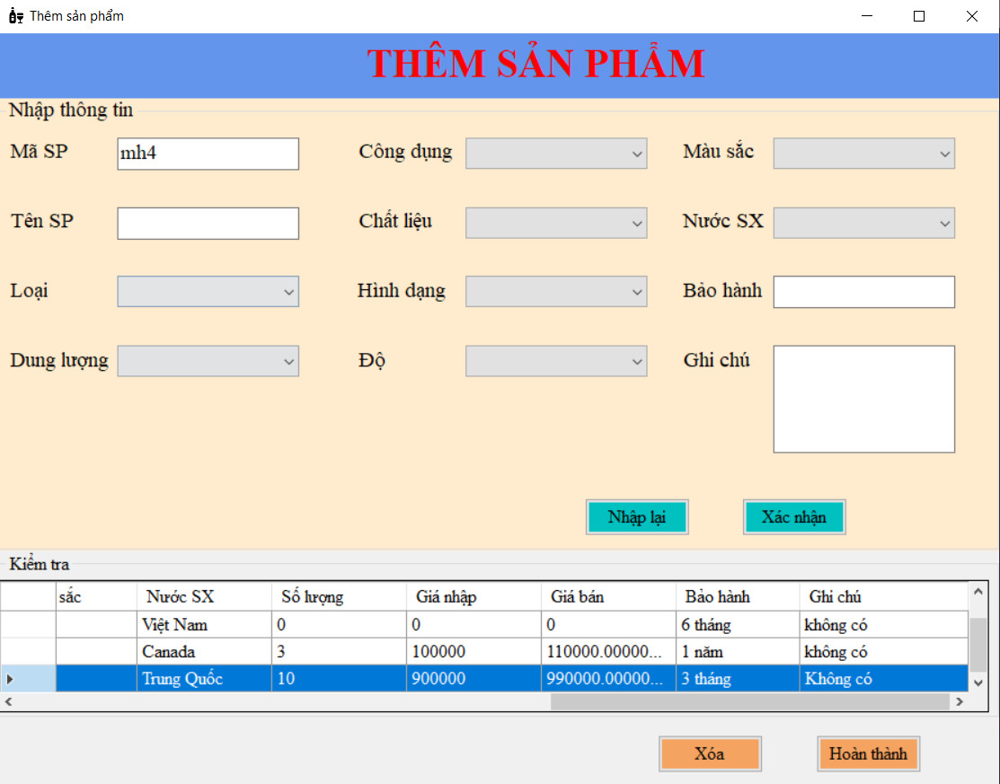 Thêm sản phẩm
THÊM SẢN PHẨM
Nhập thông tin
Mã SP mh4 Công dụng Màu sắc
Tên SP Chất liệu Nước SX
Loại Hình dạng Bảo hành
Dung lượng Độ Ghi chú
Nhập lại Xác nhận
Kiểm tra
sắc Nước SX Số lượng Giá nhập Giá bán Bảo hành Ghi chú
Việt Nam 0 0 0 6 tháng không có
Canada 3 100000 110000.00000... 1 năm không có
Trung Quốc 10 900000 990000.00000... 3 tháng Không có
Xóa Hoàn thành